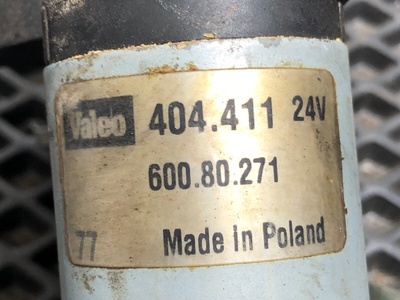 Valeo 404.411 24V
600.80.271
77 Made in Poland